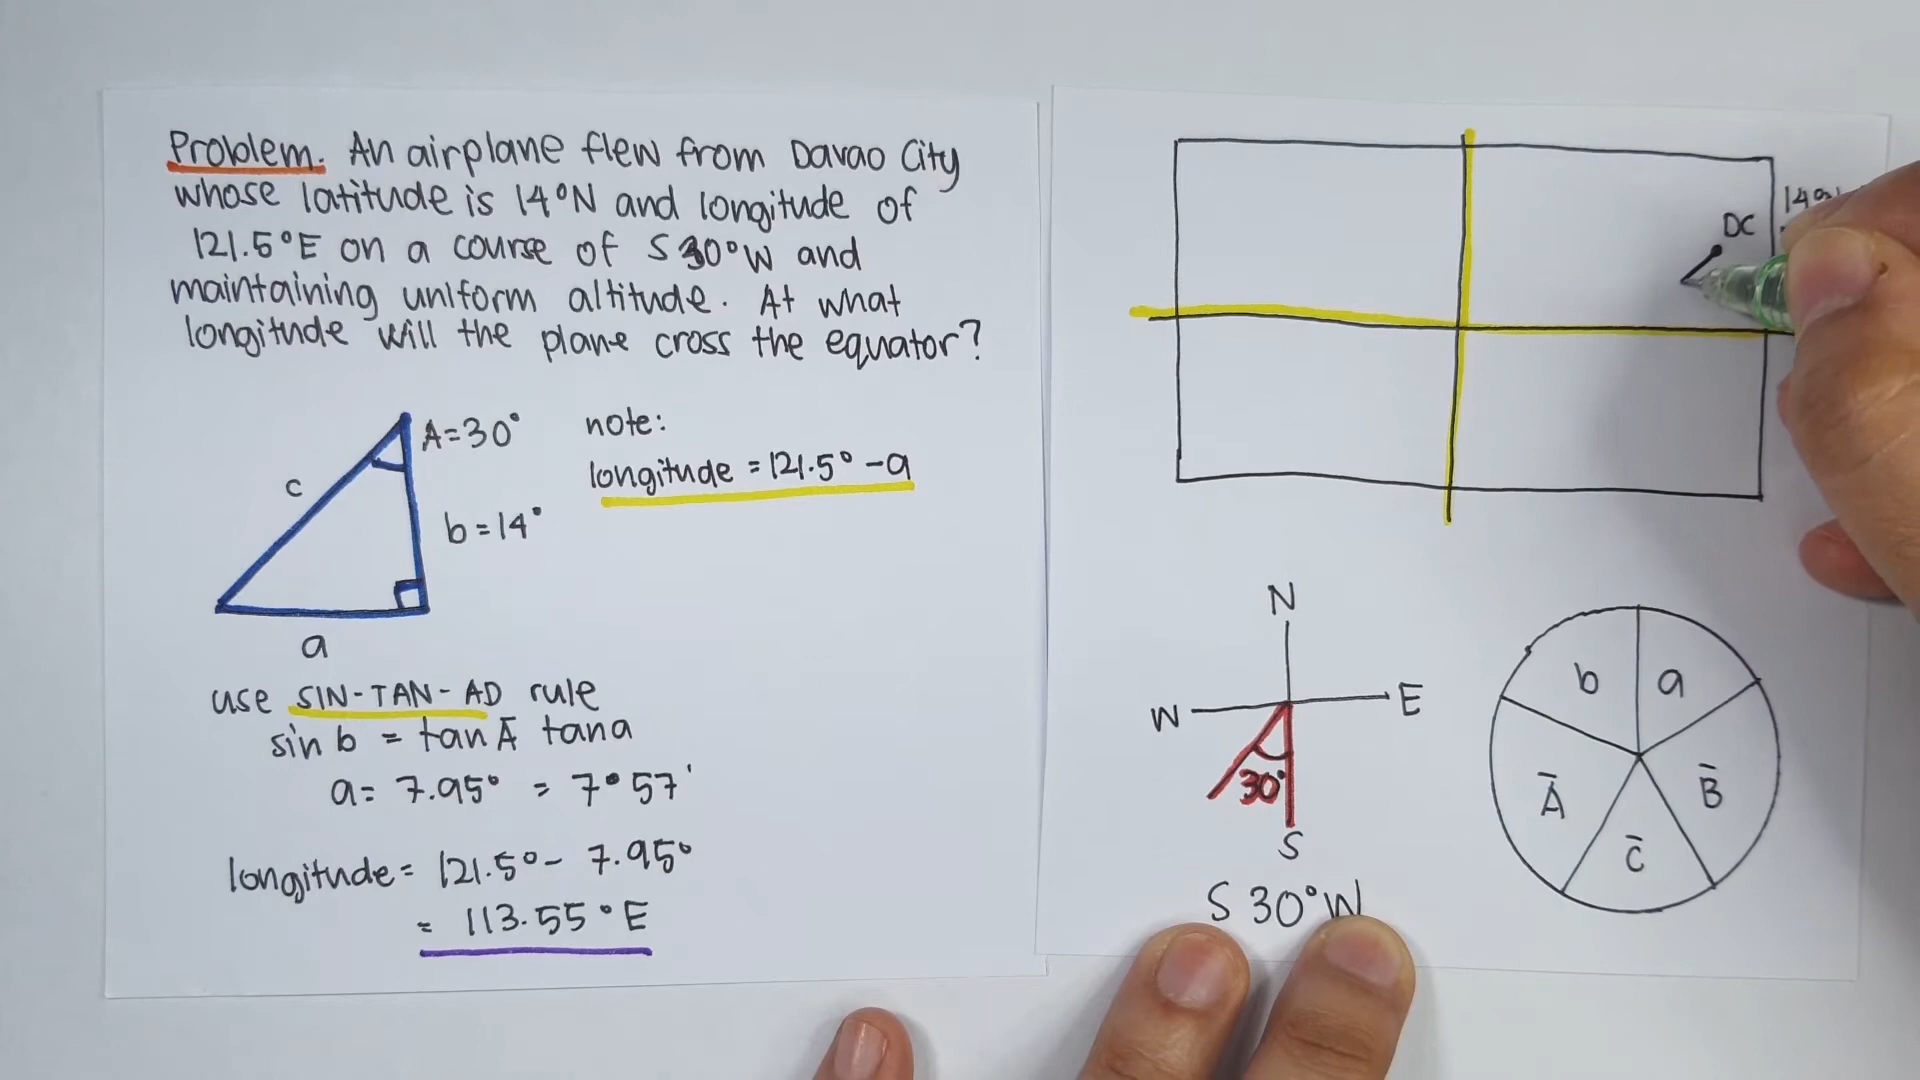 Problem. An airplane flew from Davao City
whose latitude is 14°N and longitude of
121.5°E on a course of S30°W and
maintaining uniform altitude. At what
longitude will the plane cross the equator?
A=30°
c
b=14°
a
note:
longitude = 121.5° - a
use SIN-TAN-AD rule
sin b = tan Ā tan a
a = 7.95° = 7°57'
longitude = 121.5° - 7.95°
= 113.55°E
DC
N
W
E
30°
S
S 30°W
b
a
Ā
B̄
C̄